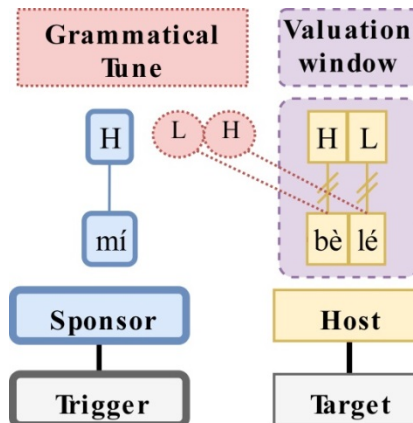 Grammatical
Tune
Valuation
window
H
L
H
H L
mí
bè lé
Sponsor
Host
Trigger
Target